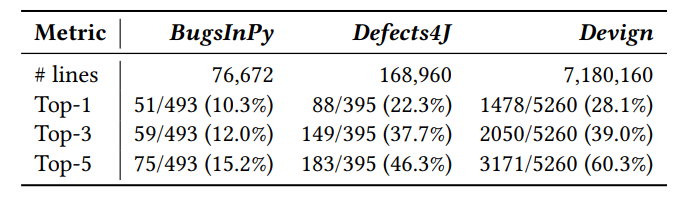 Metric BugsInPy Defects4J Devign
# lines 76,672 168,960 7,180,160
Top-1 51/493 (10.3%) 88/395 (22.3%) 1478/5260 (28.1%)
Top-3 59/493 (12.0%) 149/395 (37.7%) 2050/5260 (39.0%)
Top-5 75/493 (15.2%) 183/395 (46.3%) 3171/5260 (60.3%)